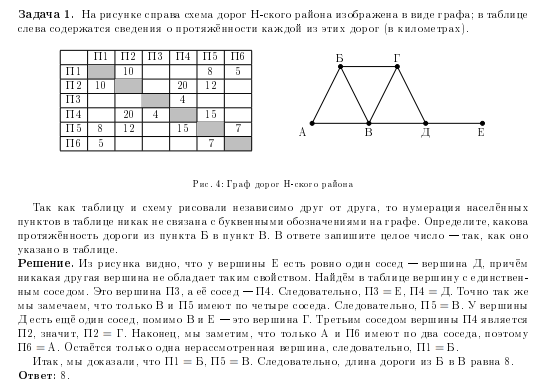 Задача 1. На рисунке справа схема дорог Н-ского района изображена в виде графа; в таблице
слева содержатся сведения о протяжённости каждой из этих дорог (в километрах).
П1 П2 П3 П4 П5 П6
П1 10 8 5
П2 10 20 12
П3 4
П4 20 4 15
П5 8 12 15 7
П6 5 7
Б Г
А В Д Е
Рис. 4: Граф дорог Н-ского района
Так как таблицу и схему рисовали независимо друг от друга, то нумерация населённых
пунктов в таблице никак не связана с буквенными обозначениями на графе. Определите, какова
протяжённость дороги из пункта Б в пункт В. В ответе запишите целое число — так, как оно
указано в таблице.
Решение. Из рисунка видно, что у вершины Е есть ровно один сосед — вершина Д, причём
никакая другая вершина не обладает таким свойством. Найдём в таблице вершину с единствен-
ным соседом. Это вершина П3, а её сосед — П4. Следовательно, П3 = Е, П4 = Д. Точно так же
мы замечаем, что только В и П5 имеют по четыре соседа. Следовательно, П5 = В. У вершины
Д есть ещё один сосед, помимо В и Е — это вершина Г. Третьим соседом вершины П4 является
П2, значит, П2 = Г. Наконец, мы заметим, что только А и П6 имеют по два соседа, поэтому
П6 = А. Остаётся только одна нерассмотренная вершина, следовательно, П1 = Б.
Итак, мы доказали, что П1 = Б, П5 = В. Следовательно, длина дороги из Б в В равна 8.
Ответ: 8.